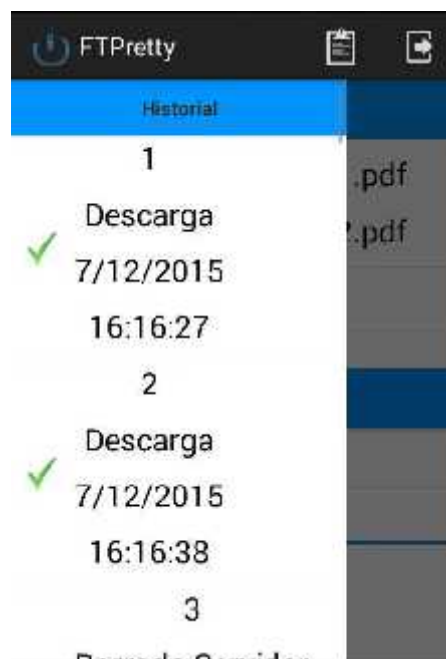 FTPretty
Historial
1
.pdf
Descarga
.pdf
7/12/2015
16:16:27
2
Descarga
7/12/2015
16:16:38
3